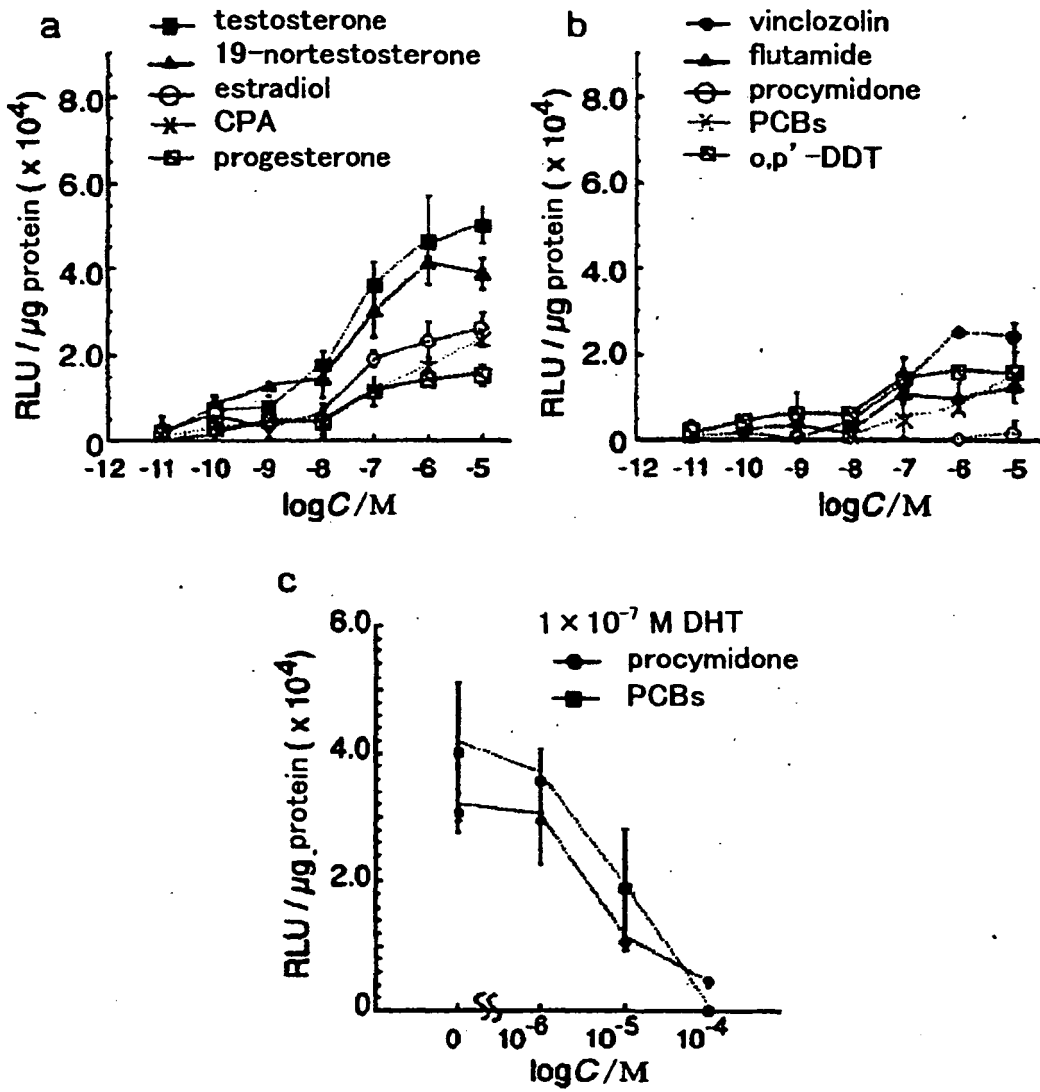 a
testosterone
19-nortestosterone
estradiol
CPA
progesterone
RLU / µg protein ( x 10⁴)
8.0
6.0
4.0
2.0
0
-12 -11 -10 -9 -8 -7 -6 -5
logC/M
b
vinclozolin
flutamide
procymidone
PCBs
o,p'-DDT
RLU / µg protein ( x 10⁴)
8.0
6.0
4.0
2.0
0
-12 -11 -10 -9 -8 -7 -6 -5
logC/M
c
1 × 10⁻⁷ M DHT
procymidone
PCBs
RLU / µg protein ( x 10⁴)
6.0
4.0
2.0
0
0 10⁻⁶ 10⁻⁵ 10⁻⁴
logC/M